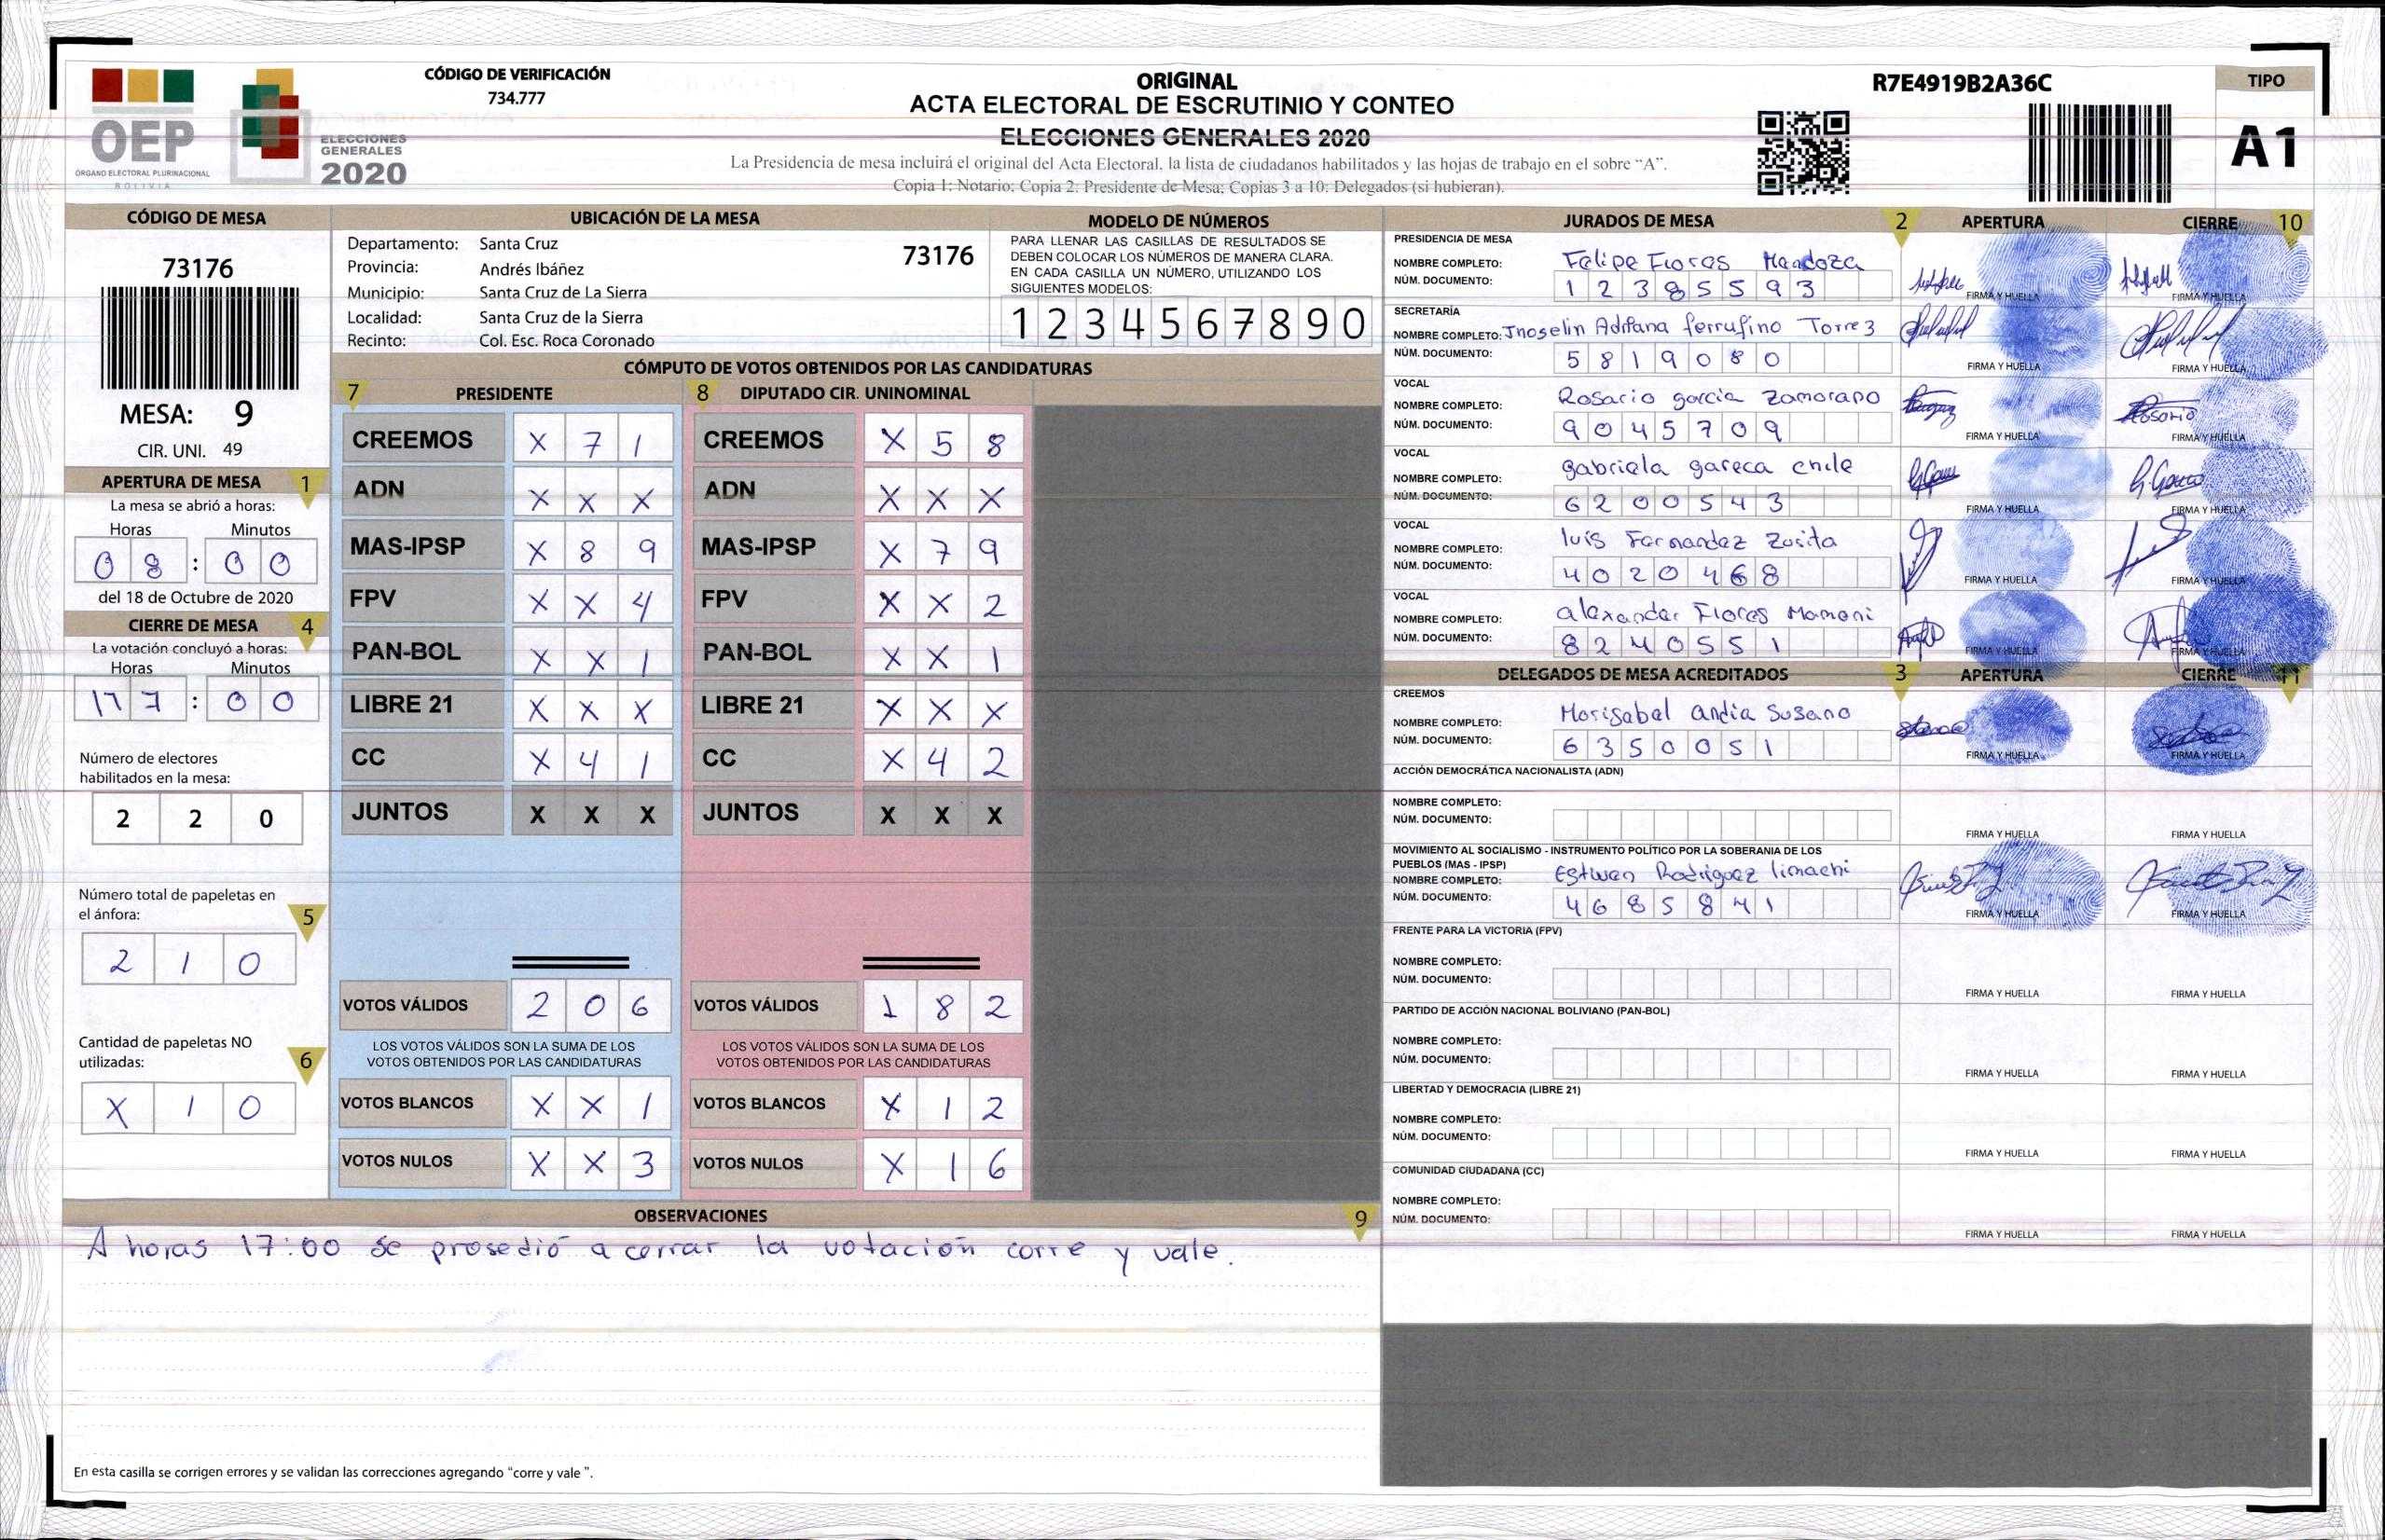 CÓDIGO DE VERIFICACIÓN
734.777
OEP
ÓRGANO ELECTORAL PLURINACIONAL
BOLIVIA
ELECCIONES
GENERALES
2020
ORIGINAL
ACTA ELECTORAL DE ESCRUTINIO Y CONTEO
ELECCIONES GENERALES 2020
La Presidencia de mesa incluirá el original del Acta Electoral, la lista de ciudadanos habilitados y las hojas de trabajo en el sobre “A”.
Copia 1: Notario; Copia 2: Presidente de Mesa; Copias 3 a 10: Delegados (si hubieran).
R7E4919B2A36C
TIPO
A1
CÓDIGO DE MESA
73176
MESA: 9
CIR. UNI. 49
APERTURA DE MESA 1
La mesa se abrió a horas:
Horas Minutos
0 8 : 0 0
del 18 de Octubre de 2020
CIERRE DE MESA 4
La votación concluyó a horas:
Horas Minutos
17 7 : 0 0
Número de electores
habilitados en la mesa:
2 2 0
Número total de papeletas en
el ánfora: 5
2 1 0
Cantidad de papeletas NO
utilizadas: 6
X 1 0
UBICACIÓN DE LA MESA
Departamento: Santa Cruz 73176
Provincia: Andrés Ibáñez
Municipio: Santa Cruz de La Sierra
Localidad: Santa Cruz de la Sierra
Recinto: Col. Esc. Roca Coronado
MODELO DE NÚMEROS
PARA LLENAR LAS CASILLAS DE RESULTADOS SE
DEBEN COLOCAR LOS NÚMEROS DE MANERA CLARA.
EN CADA CASILLA UN NÚMERO, UTILIZANDO LOS
SIGUIENTES MODELOS:
1 2 3 4 5 6 7 8 9 0
CÓMPUTO DE VOTOS OBTENIDOS POR LAS CANDIDATURAS
7 PRESIDENTE
CREEMOS X 7 1
ADN X X X
MAS-IPSP X 8 9
FPV X X 4
PAN-BOL X X 1
LIBRE 21 X X X
CC X 4 1
JUNTOS X X X
VOTOS VÁLIDOS 2 0 6
LOS VOTOS VÁLIDOS SON LA SUMA DE LOS
VOTOS OBTENIDOS POR LAS CANDIDATURAS
VOTOS BLANCOS X X 1
VOTOS NULOS X X 3
8 DIPUTADO CIR. UNINOMINAL
CREEMOS X 5 8
ADN X X X
MAS-IPSP X 7 9
FPV X X 2
PAN-BOL X X 1
LIBRE 21 X X X
CC X 4 2
JUNTOS X X X
VOTOS VÁLIDOS 1 8 2
LOS VOTOS VÁLIDOS SON LA SUMA DE LOS
VOTOS OBTENIDOS POR LAS CANDIDATURAS
VOTOS BLANCOS X 1 2
VOTOS NULOS X 1 6
OBSERVACIONES 9
A horas 17:00 se prosedió a cerrar la votación corre y vale.
En esta casilla se corrigen errores y se validan las correcciones agregando “corre y vale ”.
JURADOS DE MESA 2 APERTURA CIERRE 10
PRESIDENCIA DE MESA
NOMBRE COMPLETO: Felipe Flores Mendoza
NÚM. DOCUMENTO: 1 2 3 8 5 5 9 3
FIRMA Y HUELLA FIRMA Y HUELLA
SECRETARÍA
NOMBRE COMPLETO: Jhoselin Adriana ferrufino Torrez
NÚM. DOCUMENTO: 5 8 1 9 0 8 0
FIRMA Y HUELLA FIRMA Y HUELLA
VOCAL
NOMBRE COMPLETO: Rosario garcia Zamorano
NÚM. DOCUMENTO: 9 0 4 5 7 0 9
FIRMA Y HUELLA Rosario FIRMA Y HUELLA
VOCAL
NOMBRE COMPLETO: gabriela gareca chile
NÚM. DOCUMENTO: 6 2 0 0 5 4 3
FIRMA Y HUELLA FIRMA Y HUELLA
VOCAL
NOMBRE COMPLETO: luis Fernandez Zurita
NÚM. DOCUMENTO: 4 0 2 0 4 6 8
FIRMA Y HUELLA FIRMA Y HUELLA
VOCAL
NOMBRE COMPLETO: alexander Flores Mamani
NÚM. DOCUMENTO: 8 2 4 0 5 5 1
FIRMA Y HUELLA FIRMA Y HUELLA
DELEGADOS DE MESA ACREDITADOS 3 APERTURA CIERRE 11
CREEMOS
NOMBRE COMPLETO: Marisabel andia Susano
NÚM. DOCUMENTO: 6 3 5 0 0 5 1
FIRMA Y HUELLA FIRMA Y HUELLA
ACCIÓN DEMOCRÁTICA NACIONALISTA (ADN)
NOMBRE COMPLETO:
NÚM. DOCUMENTO:
FIRMA Y HUELLA FIRMA Y HUELLA
MOVIMIENTO AL SOCIALISMO - INSTRUMENTO POLÍTICO POR LA SOBERANIA DE LOS
PUEBLOS (MAS - IPSP)
NOMBRE COMPLETO: Estwen Rodriguez limachi
NÚM. DOCUMENTO: 4 6 8 5 8 4 1
FIRMA Y HUELLA FIRMA Y HUELLA
FRENTE PARA LA VICTORIA (FPV)
NOMBRE COMPLETO:
NÚM. DOCUMENTO:
FIRMA Y HUELLA FIRMA Y HUELLA
PARTIDO DE ACCIÓN NACIONAL BOLIVIANO (PAN-BOL)
NOMBRE COMPLETO:
NÚM. DOCUMENTO:
FIRMA Y HUELLA FIRMA Y HUELLA
LIBERTAD Y DEMOCRACIA (LIBRE 21)
NOMBRE COMPLETO:
NÚM. DOCUMENTO:
FIRMA Y HUELLA FIRMA Y HUELLA
COMUNIDAD CIUDADANA (CC)
NOMBRE COMPLETO:
NÚM. DOCUMENTO:
FIRMA Y HUELLA FIRMA Y HUELLA